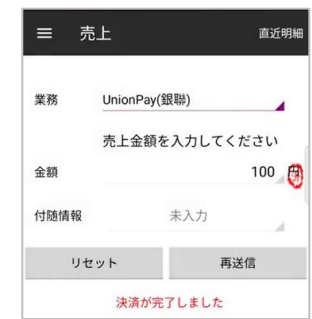 売上 直近明細
業務 UnionPay(銀聯)
売上金額を入力してください
金額 100 円
付随情報 未入力
リセット 再送信
決済が完了しました